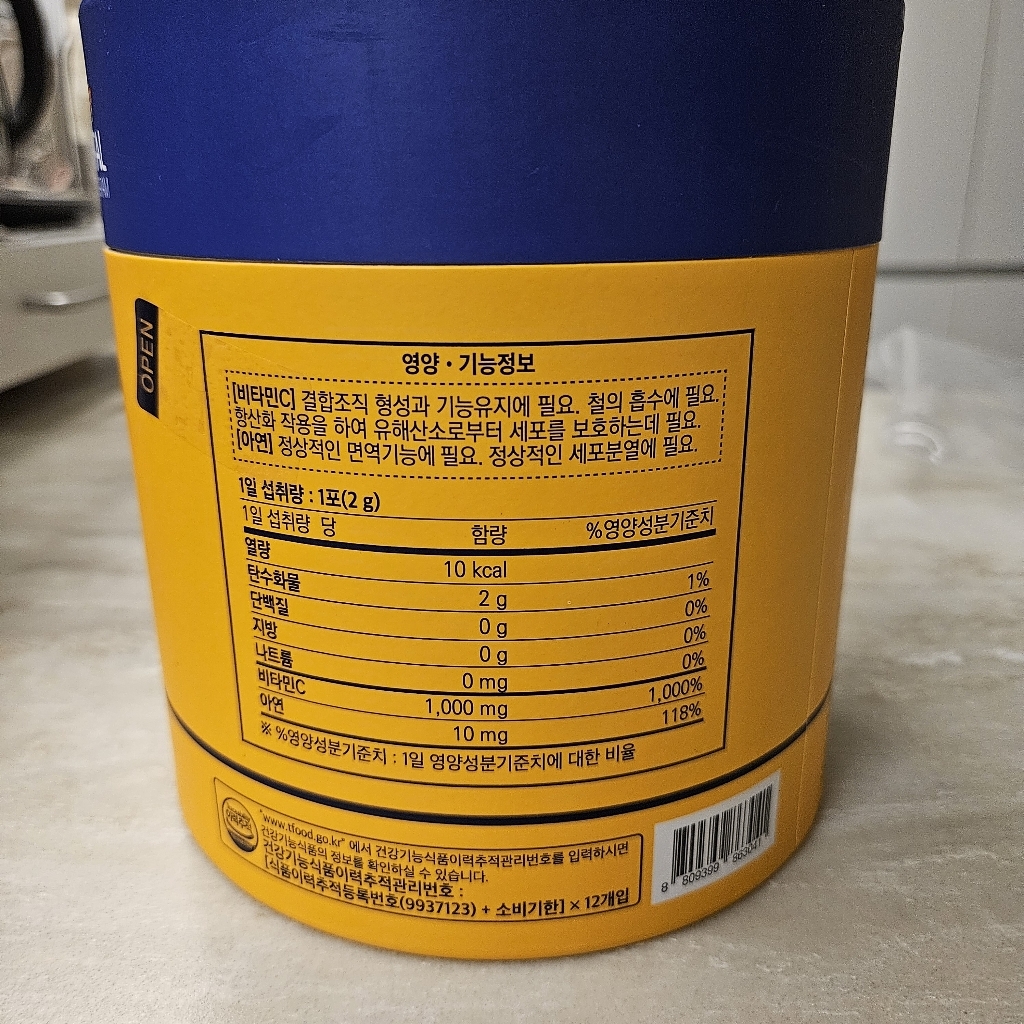 OPEN
영양 · 기능정보
[비타민C] 결합조직 형성과 기능유지에 필요. 철의 흡수에 필요.
항산화 작용을 하여 유해산소로부터 세포를 보호하는데 필요.
[아연] 정상적인 면역기능에 필요. 정상적인 세포분열에 필요.
1일 섭취량 : 1포(2 g)
1일 섭취량 당 함량 %영양성분기준치
열량 10 kcal
탄수화물 2 g 1%
단백질 0 g 0%
지방 0 g 0%
나트륨 0 mg 0%
비타민C 1,000 mg 1,000%
아연 10 mg 118%
※ %영양성분기준치 : 1일 영양성분기준치에 대한 비율
"www.tfood.go.kr" 에서 건강기능식품이력추적관리번호를 입력하시면
건강기능식품의 정보를 확인하실 수 있습니다.
건강기능식품이력추적관리번호 :
[식품이력추적등록번호(9937123) + 소비기한] × 12개입
8 809399